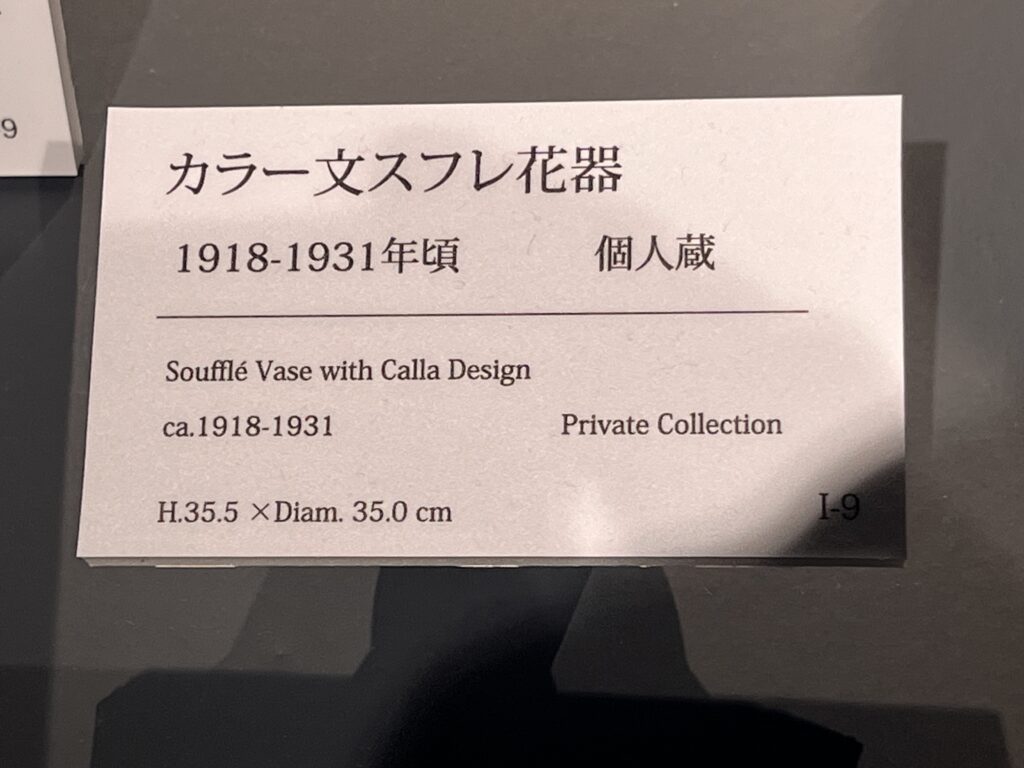 カラー文スフレ花器
1918-1931年頃 個人蔵
Soufflé Vase with Calla Design
ca.1918-1931 Private Collection
H.35.5 ×Diam. 35.0 cm
I-9
9